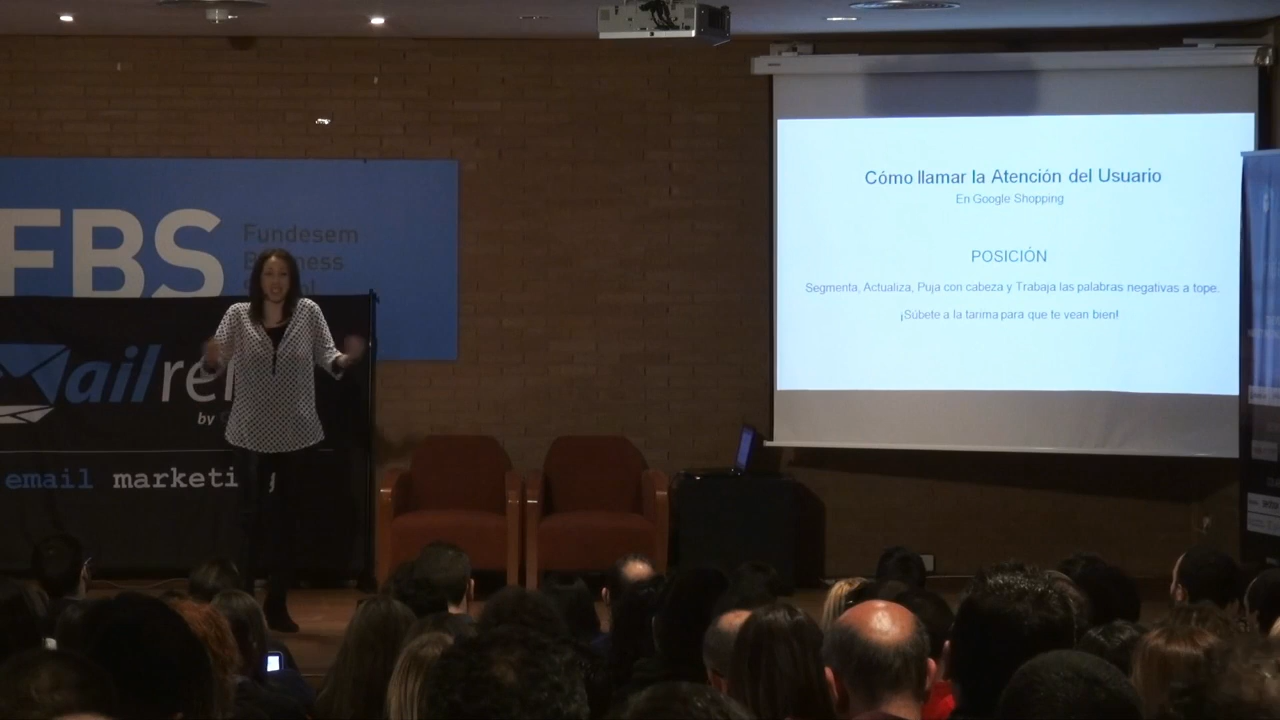 FBS
Fundesem
Business
ailrel
by
email marketi
Cómo llamar la Atención del Usuario
En Google Shopping
POSICIÓN
Segmenta, Actualiza, Puja con cabeza y Trabaja las palabras negativas a tope.
¡Súbete a la tarima para que te vean bien!